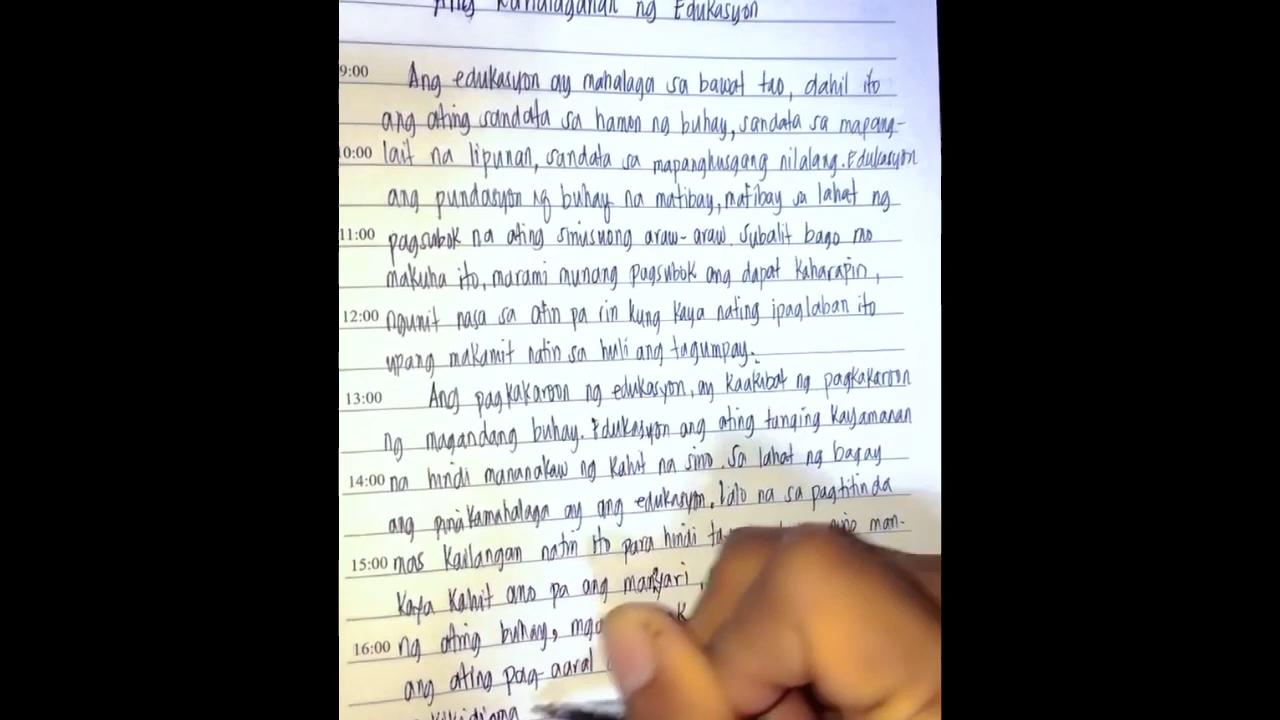 Ang Kahalagahan ng Edukasyon
9:00 Ang edukasyon ay mahalaga sa bawat tao, dahil ito
ang ating sandata sa hamon ng buhay, sandata sa mapang-
10:00 lait na lipunan, sandata sa mapanghusgang nilalang. Edukasyon
ang pundasyon ng buhay na matibay, matibay sa lahat ng
11:00 pagsubok na ating sinusuong araw-araw. Subalit bago mo
makuha ito, marami munang pagsubok ang dapat kaharapin,
12:00 ngunit nasa sa atin pa rin kung kaya nating ipaglaban ito
upang makamit natin sa huli ang tagumpay.
13:00 Ang pagkakaroon ng edukasyon, ay kaakibat ng pagkakaroon
ng magandang buhay. Edukasyon ang ating tanging kayamanan
14:00 na hindi mananakaw ng kahit na sino. Sa lahat ng bagay
ang pinakamahalaga ay ang edukasyon, lalo na sa pagtitinda
15:00 mas kailangan natin ito para hindi man-
kaya kahit ano pa ang mangyari,
16:00 ng ating buhay,
ang ating pag-aaral